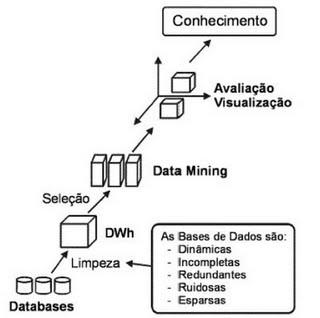 Conhecimento
Avaliação
Visualização
Data Mining
Seleção
DWh
Limpeza
Databases
As Bases de Dados são:
- Dinâmicas
- Incompletas
- Redundantes
- Ruidosas
- Esparsas